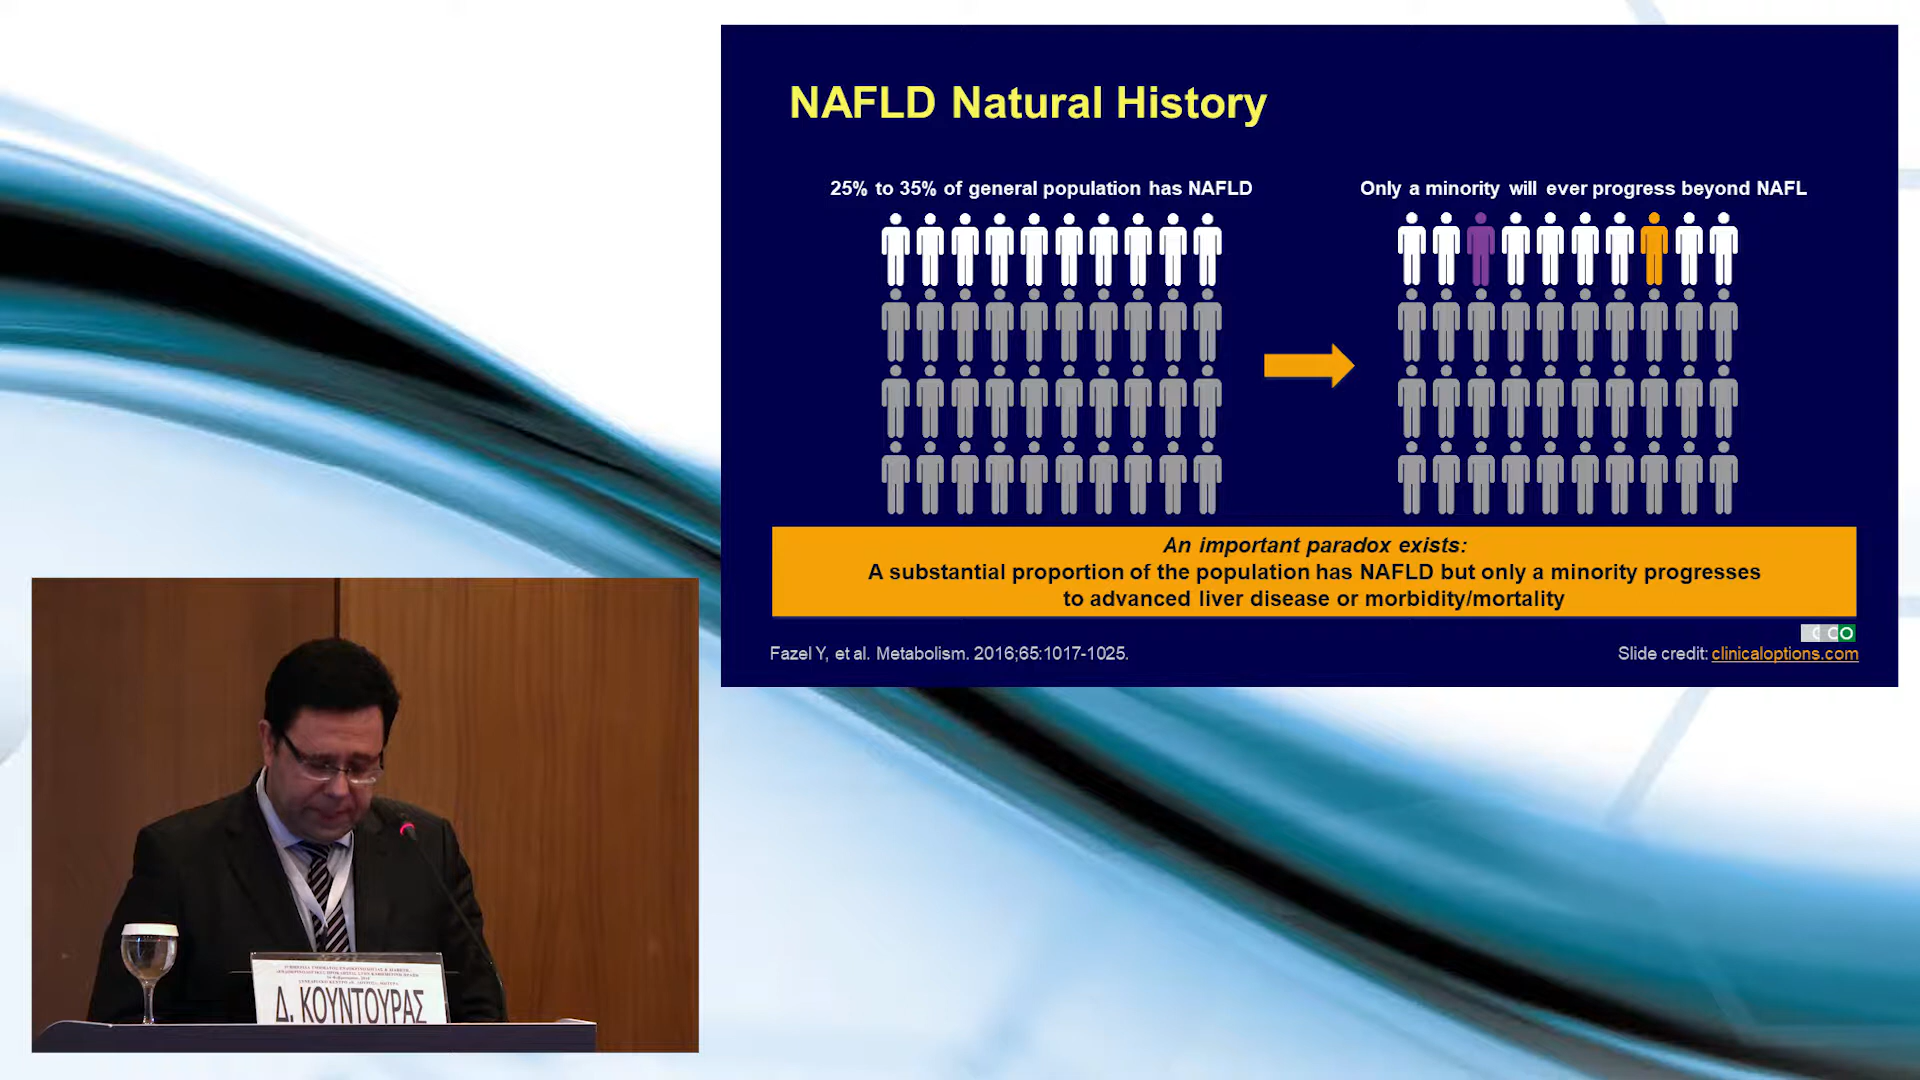 NAFLD Natural History
25% to 35% of general population has NAFLD
Only a minority will ever progress beyond NAFL
An important paradox exists:
A substantial proportion of the population has NAFLD but only a minority progresses
to advanced liver disease or morbidity/mortality
CCO
Fazel Y, et al. Metabolism. 2016;65:1017-1025.
Slide credit: clinicaloptions.com
Δ. ΚΟΥΝΤΟΥΡΑΣ